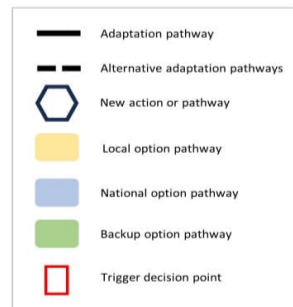 Adaptation pathway
Alternative adaptation pathways
New action or pathway
Local option pathway
National option pathway
Backup option pathway
Trigger decision point